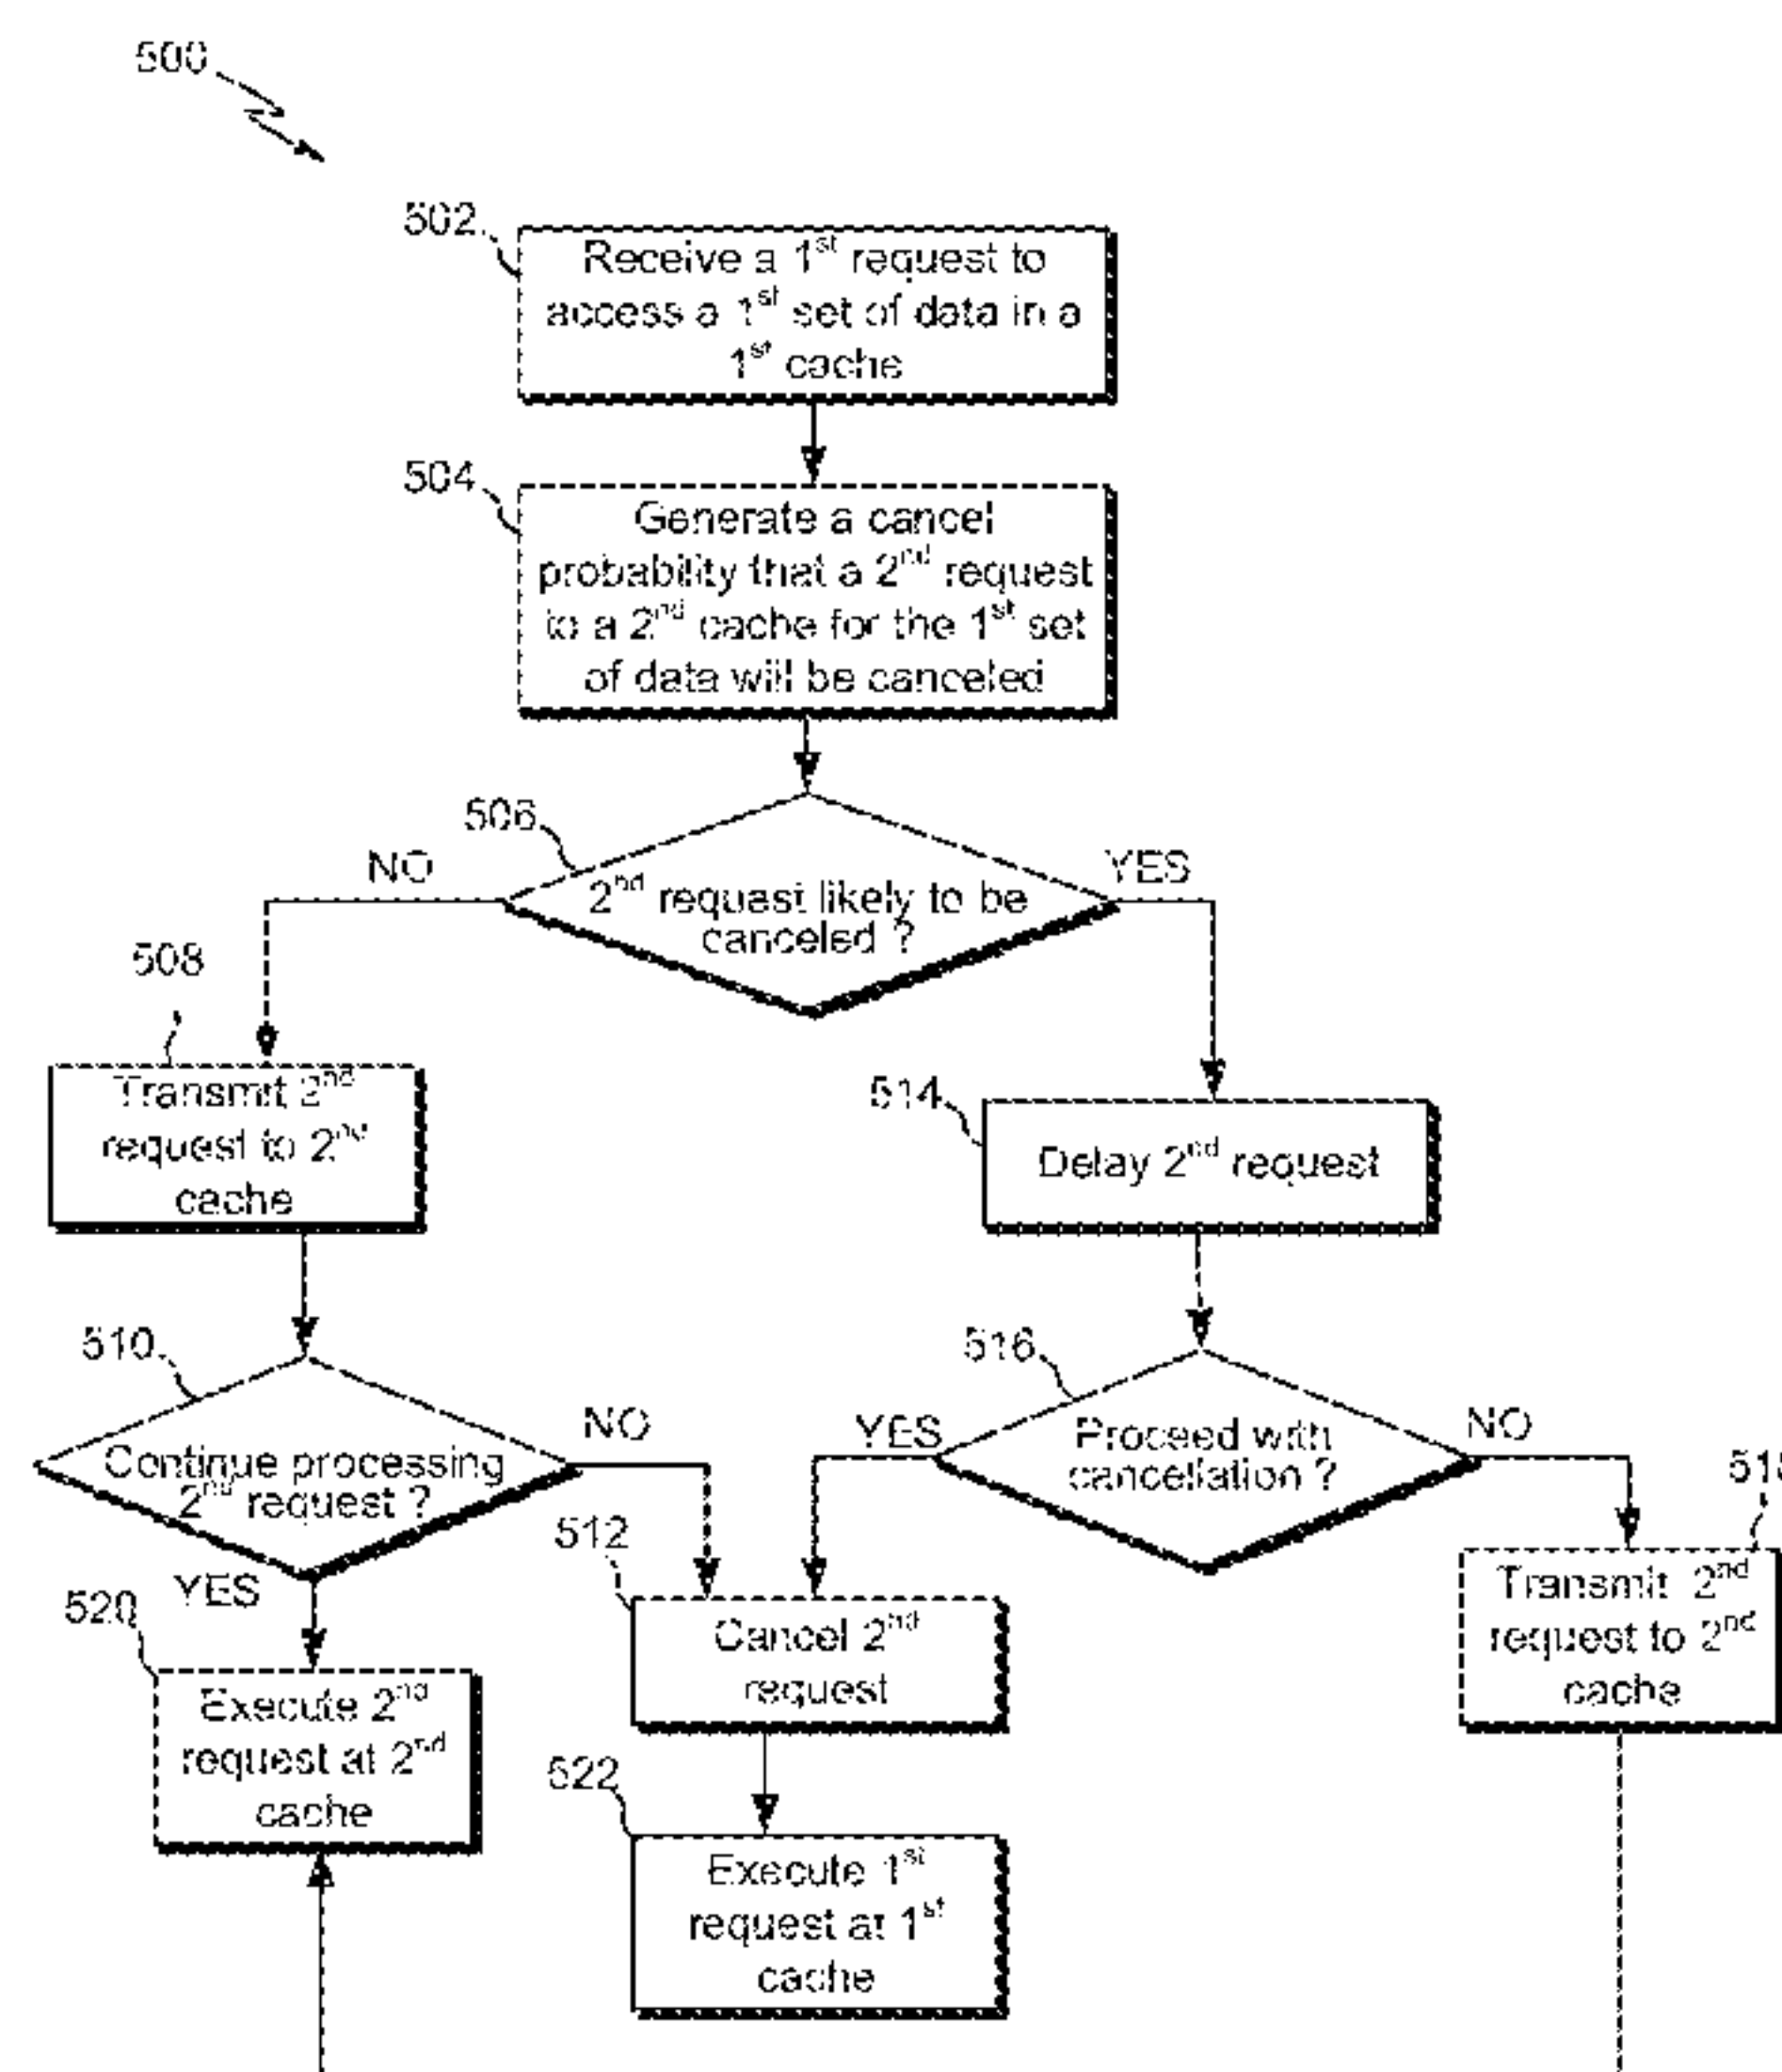 500
502
Receive a 1st request to
access a 1st set of data in a
1st cache
504
Generate a cancel
probability that a 2nd request
to a 2nd cache for the 1st set
of data will be canceled
506
NO
YES
2nd request likely to be
canceled ?
508
Transmit 2nd
request to 2nd
cache
514
Delay 2nd request
510
Continue processing
2nd request ?
NO
YES
516
Proceed with
cancellation ?
YES
NO
512
Cancel 2nd
request
Transmit 2nd
request to 2nd
cache
520
Execute 2nd
request at 2nd
cache
522
Execute 1st
request at 1st
cache